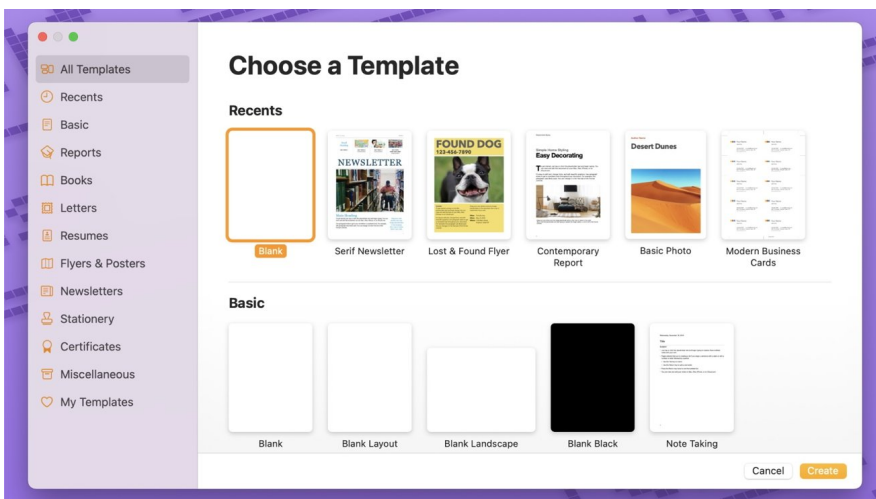 All Templates
Recents
Basic
Reports
Books
Letters
Resumes
Flyers & Posters
Newsletters
Stationery
Certificates
Miscellaneous
My Templates
Choose a Template
Recents
NEWSLETTER
FOUND DOG
123-456-7890
Easy Decorating
Desert Dunes
Blank
Serif Newsletter
Lost & Found Flyer
Contemporary
Report
Basic Photo
Modern Business
Cards
Basic
Blank
Blank Layout
Blank Landscape
Blank Black
Note Taking
Cancel
Create